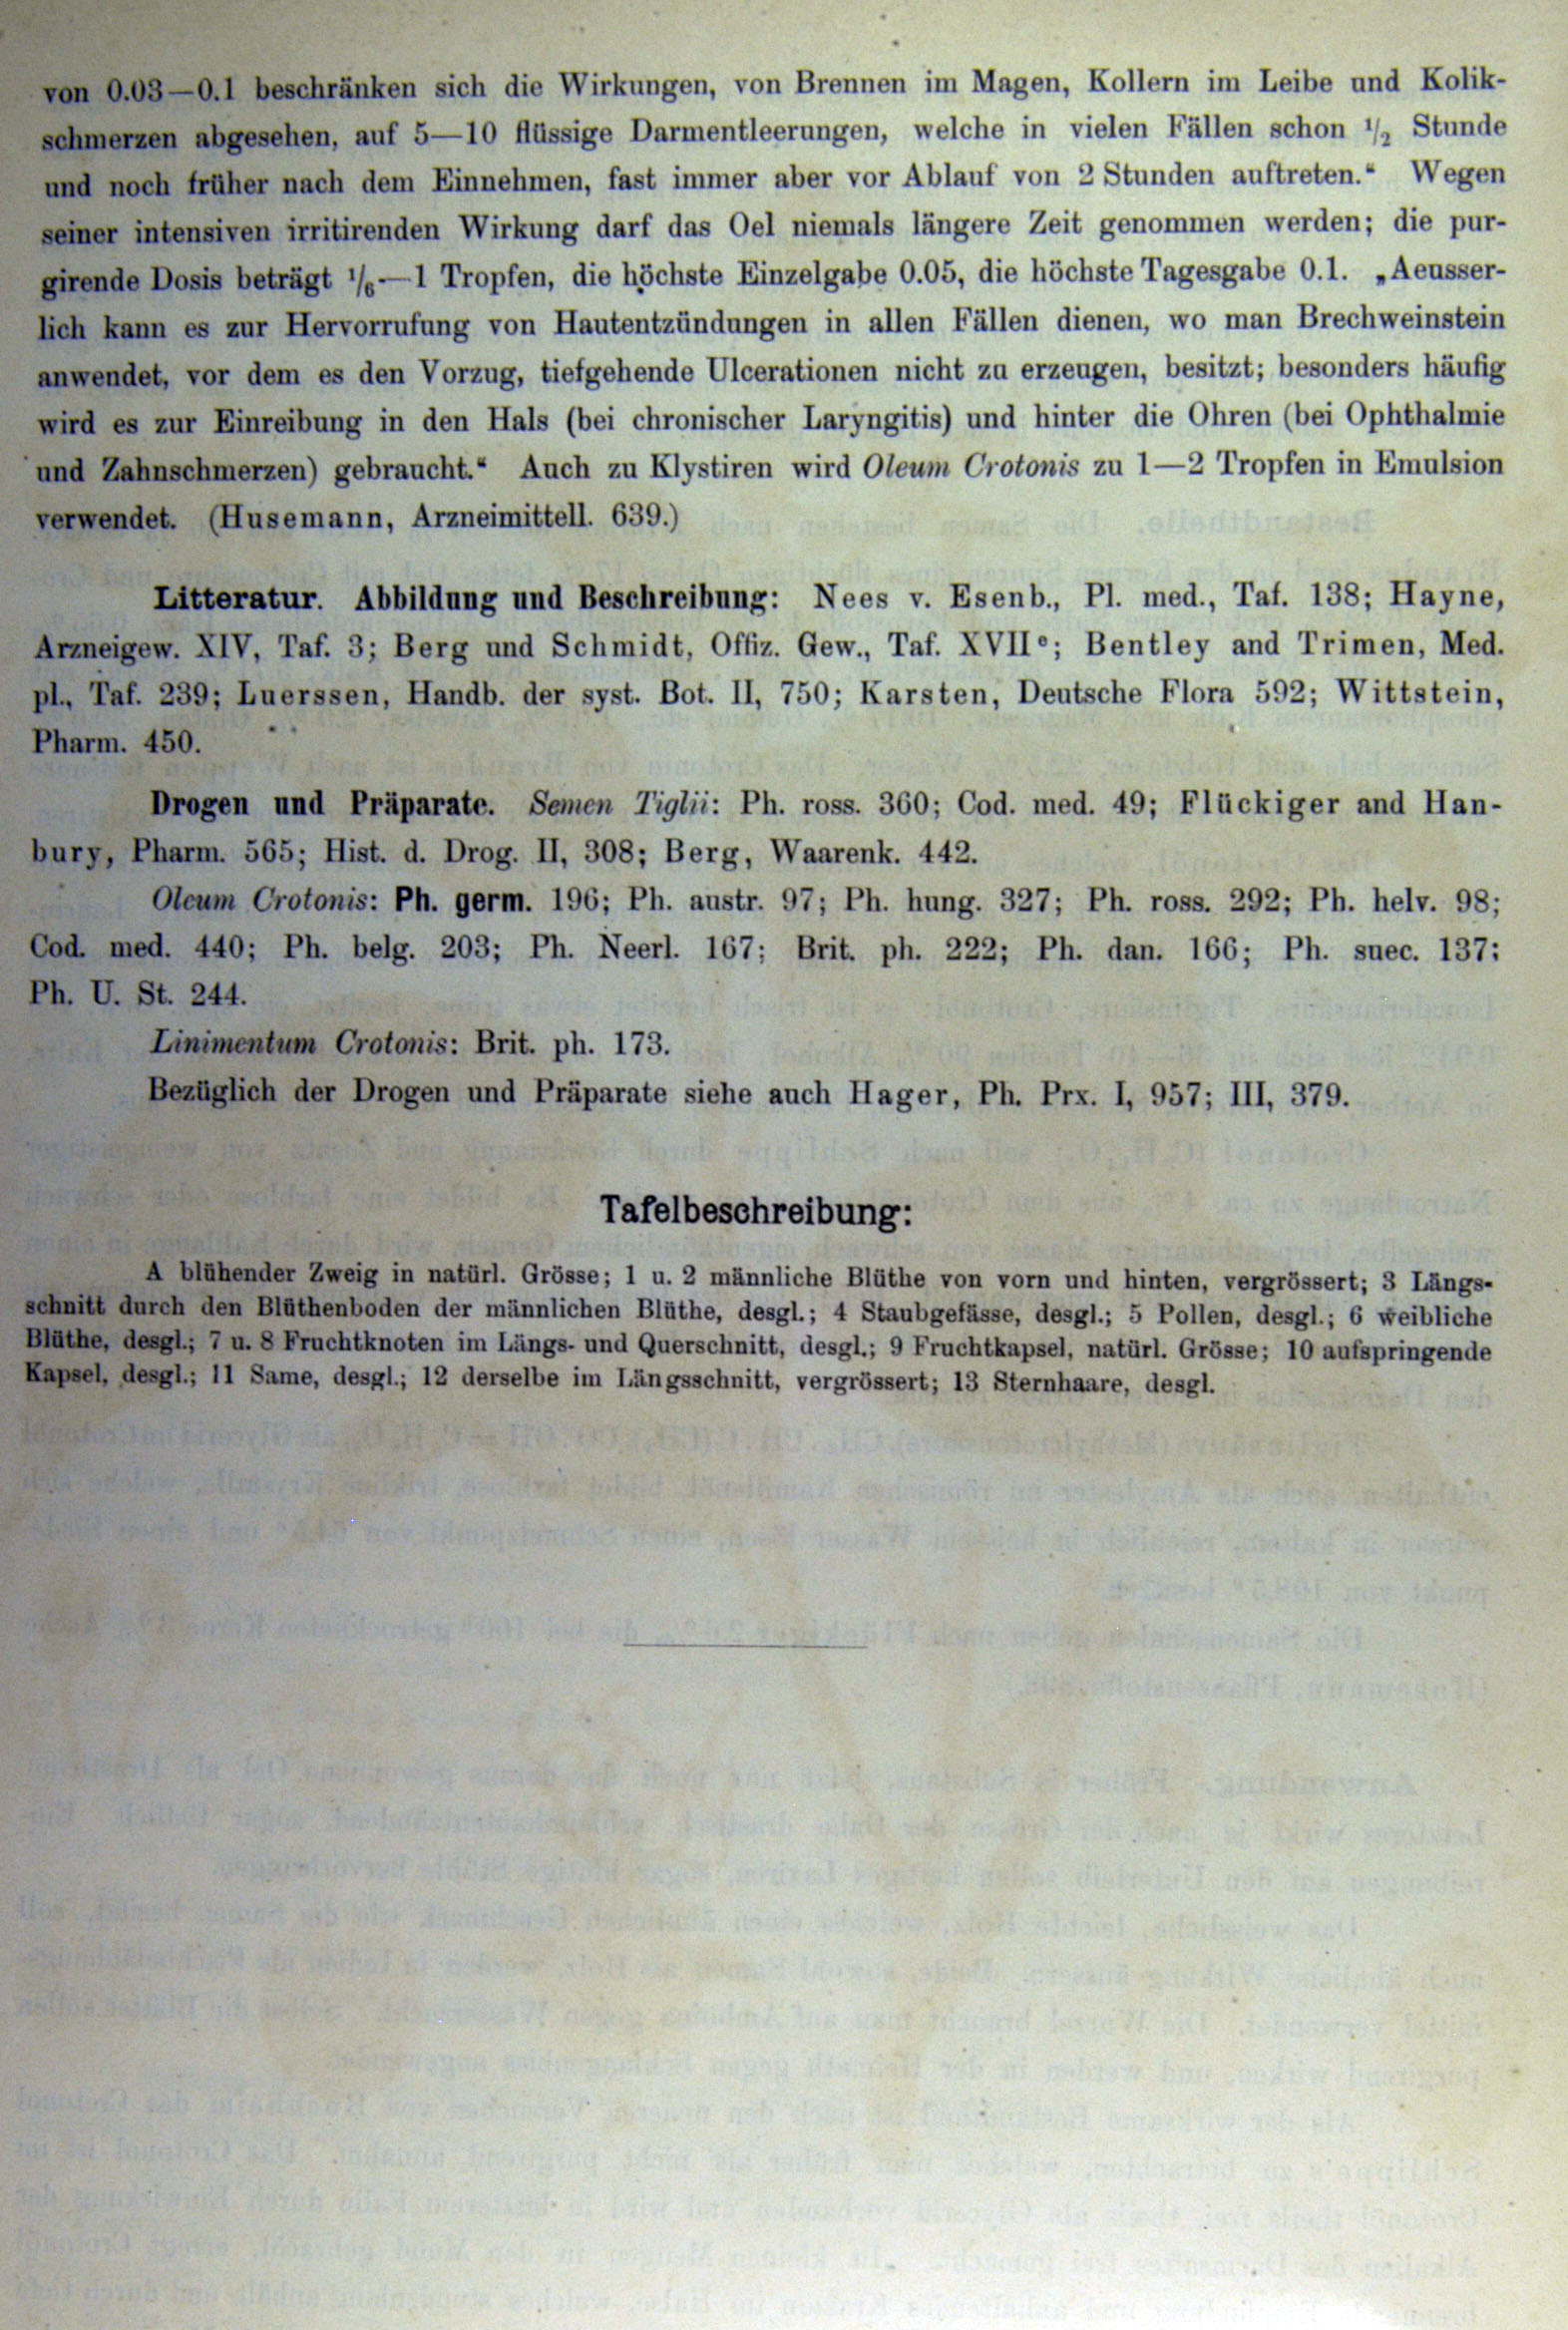 von 0.03—0.1 beschränken sich die Wirkungen, von Brennen im Magen, Kollern im Leibe und Kolik-
schmerzen abgesehen, auf 5—10 flüssige Darmentleerungen, welche in vielen Fällen schon ¹/₂ Stunde
und noch früher nach dem Einnehmen, fast immer aber vor Ablauf von 2 Stunden auftreten.“ Wegen
seiner intensiven irritirenden Wirkung darf das Oel niemals längere Zeit genommen werden; die pur-
girende Dosis beträgt ¹/₆—1 Tropfen, die höchste Einzelgabe 0.05, die höchste Tagesgabe 0.1. „Aeusser-
lich kann es zur Hervorrufung von Hautentzündungen in allen Fällen dienen, wo man Brechweinstein
anwendet, vor dem es den Vorzug, tiefgehende Ulcerationen nicht zu erzeugen, besitzt; besonders häufig
wird es zur Einreibung in den Hals (bei chronischer Laryngitis) und hinter die Ohren (bei Ophthalmie
und Zahnschmerzen) gebraucht.“ Auch zu Klystiren wird Oleum Crotonis zu 1—2 Tropfen in Emulsion
verwendet. (Husemann, Arzneimittell. 639.)
Litteratur. Abbildung und Beschreibung: Nees v. Esenb., Pl. med., Taf. 138; Hayne,
Arzneigew. XIV, Taf. 3; Berg und Schmidt, Offiz. Gew., Taf. XVIIᵉ; Bentley and Trimen, Med.
pl., Taf. 239; Luerssen, Handb. der syst. Bot. II, 750; Karsten, Deutsche Flora 592; Wittstein,
Pharm. 450.
Drogen und Präparate. Semen Tiglii: Ph. ross. 360; Cod. med. 49; Flückiger and Han-
bury, Pharm. 565; Hist. d. Drog. II, 308; Berg, Waarenk. 442.
Oleum Crotonis: Ph. germ. 196; Ph. austr. 97; Ph. hung. 327; Ph. ross. 292; Ph. helv. 98;
Cod. med. 440; Ph. belg. 203; Ph. Neerl. 167; Brit. ph. 222; Ph. dan. 166; Ph. suec. 137;
Ph. U. St. 244.
Linimentum Crotonis: Brit. ph. 173.
Bezüglich der Drogen und Präparate siehe auch Hager, Ph. Prx. I, 957; III, 379.
Tafelbeschreibung:
A blühender Zweig in natürl. Grösse; 1 u. 2 männliche Blüthe von vorn und hinten, vergrössert; 3 Längs-
schnitt durch den Blüthenboden der männlichen Blüthe, desgl.; 4 Staubgefässe, desgl.; 5 Pollen, desgl.; 6 weibliche
Blüthe, desgl.; 7 u. 8 Fruchtknoten im Längs- und Querschnitt, desgl.; 9 Fruchtkapsel, natürl. Grösse; 10 aufspringende
Kapsel, desgl.; 11 Same, desgl.; 12 derselbe im Längsschnitt, vergrössert; 13 Sternhaare, desgl.